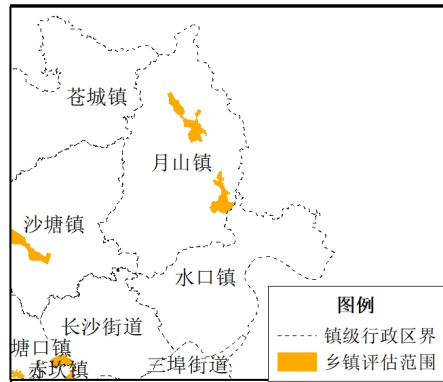 苍城镇
月山镇
沙塘镇
水口镇
长沙街道
塘口镇
赤坎镇
三埠街道
图例
镇级行政区界
乡镇评估范围